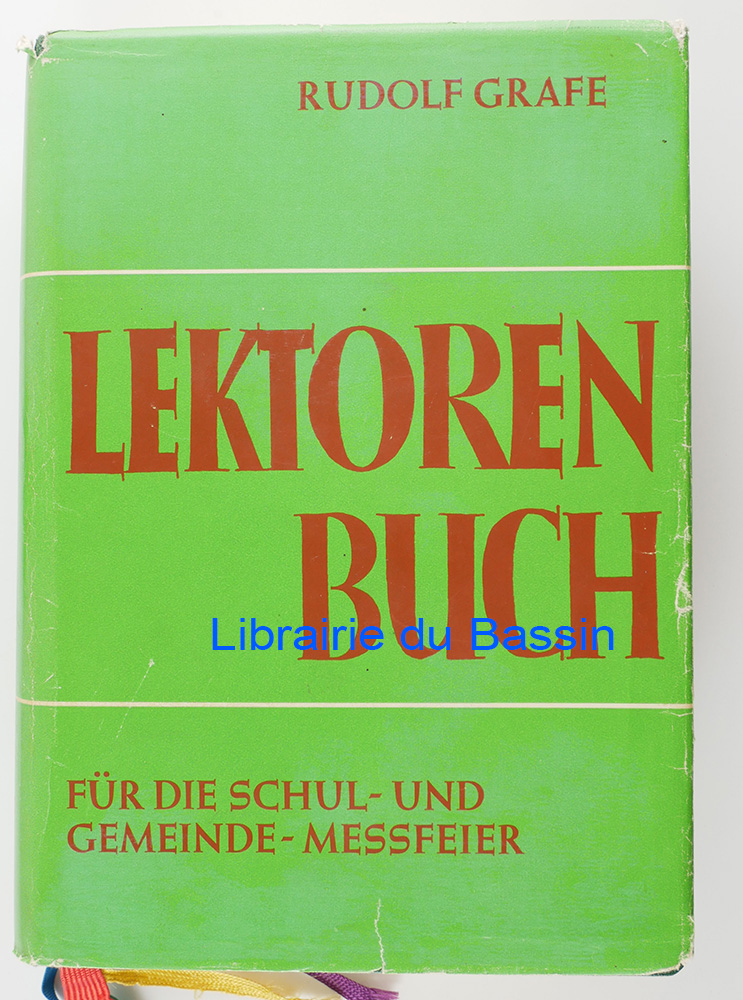 RUDOLF GRAFE
LEKTOREN
BUCH
Librairie du Bassin
FÜR DIE SCHUL- UND
GEMEINDE-MESSFEIER